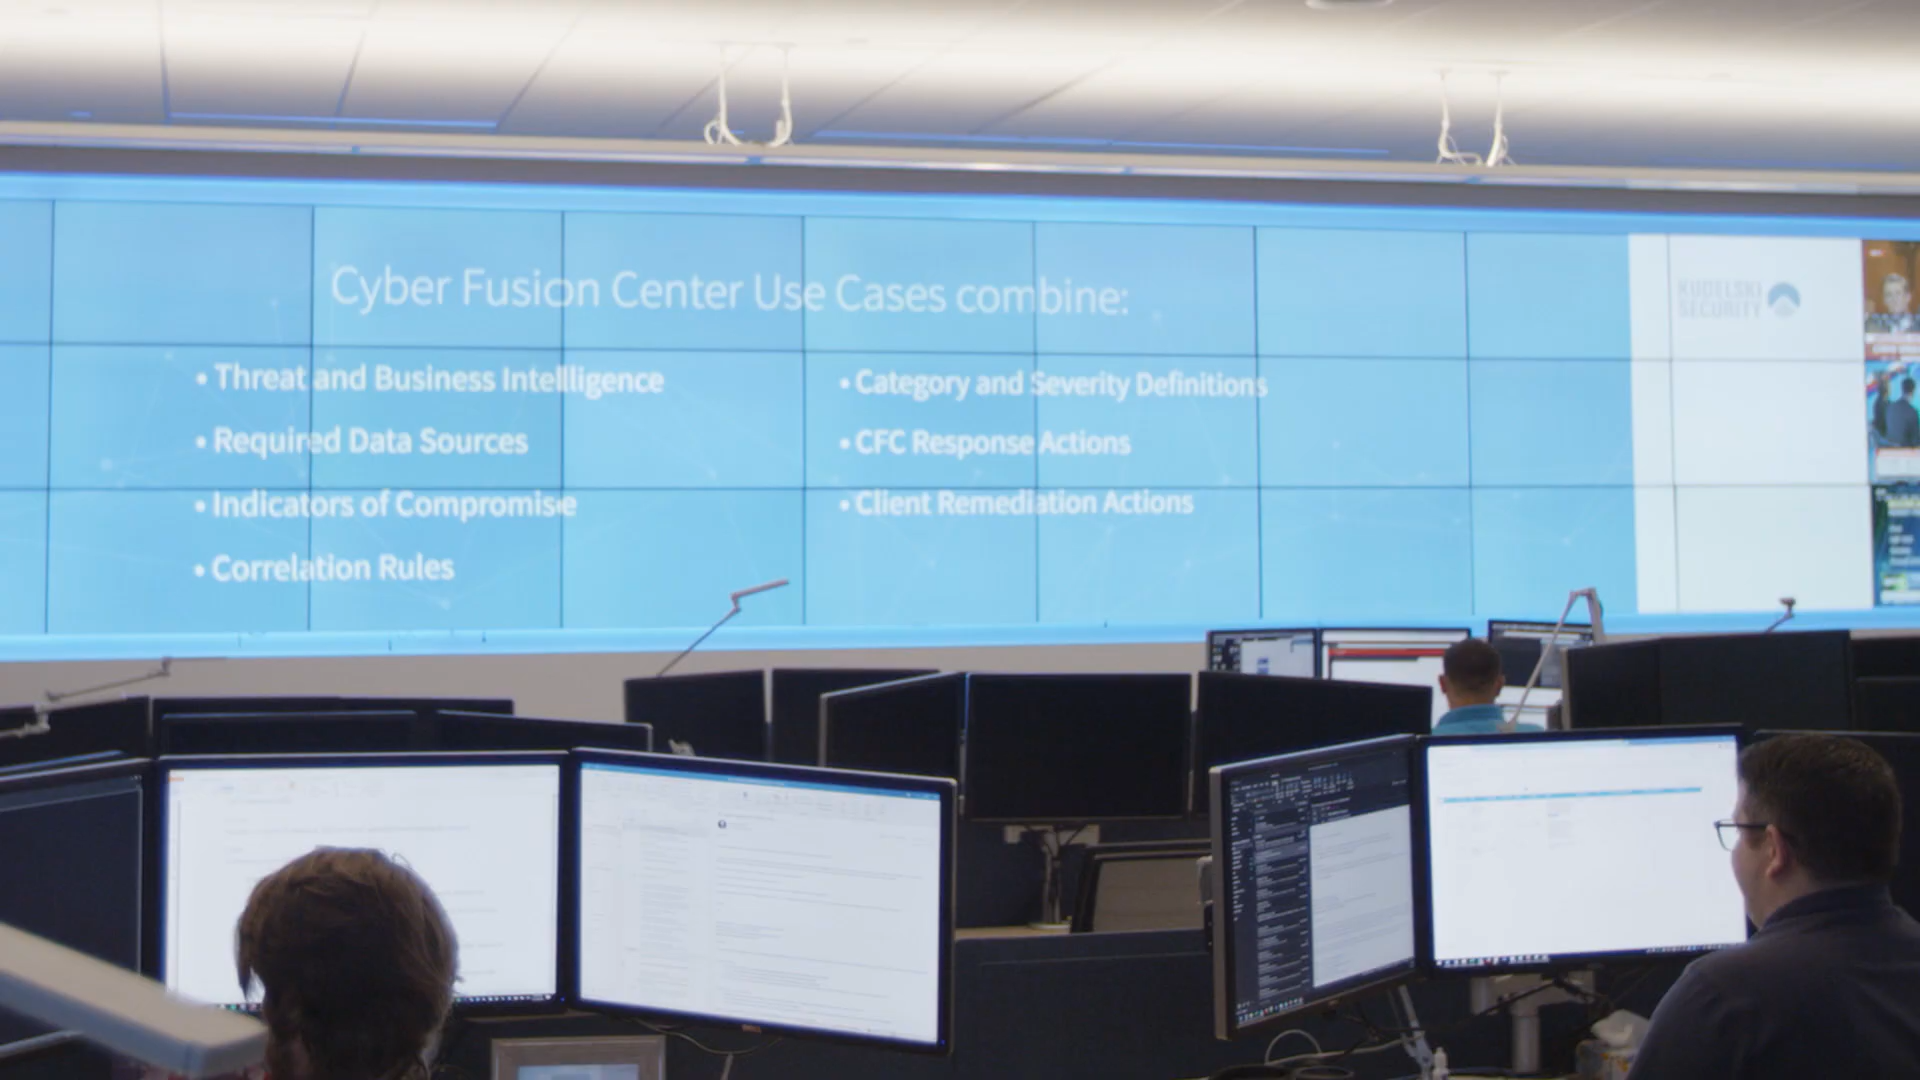 Cyber Fusion Center Use Cases combine:
• Threat and Business Intelligence
• Required Data Sources
• Indicators of Compromise
• Correlation Rules
• Category and Severity Definitions
• CFC Response Actions
• Client Remediation Actions
KUDELSKI
SECURITY